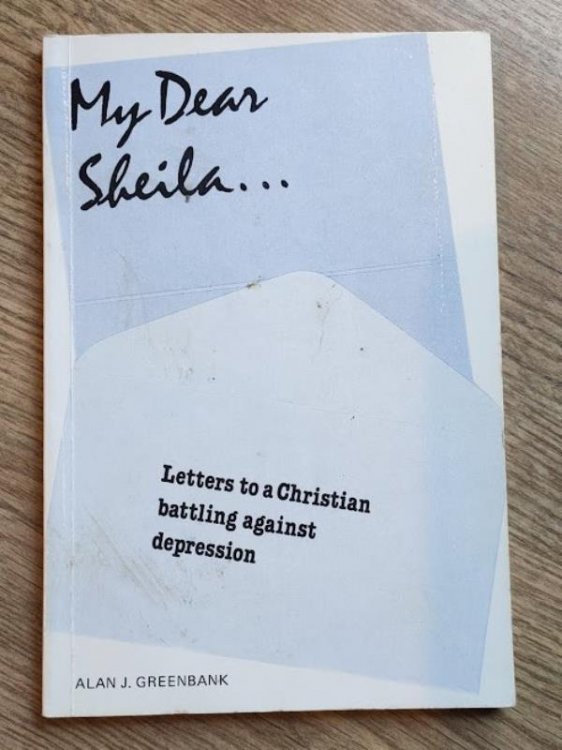 My Dear
Sheila...
Letters to a Christian
battling against
depression
ALAN J. GREENBANK